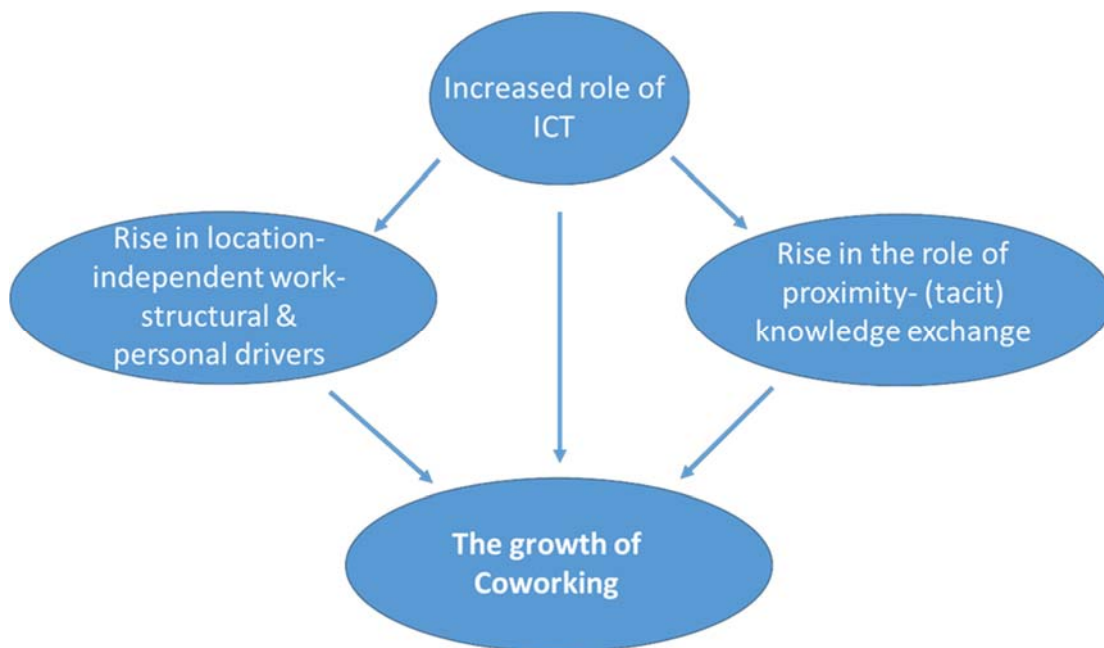 Increased role of
ICT
Rise in location-
independent work-
structural &
personal drivers
Rise in the role of
proximity- (tacit)
knowledge exchange
The growth of
Coworking